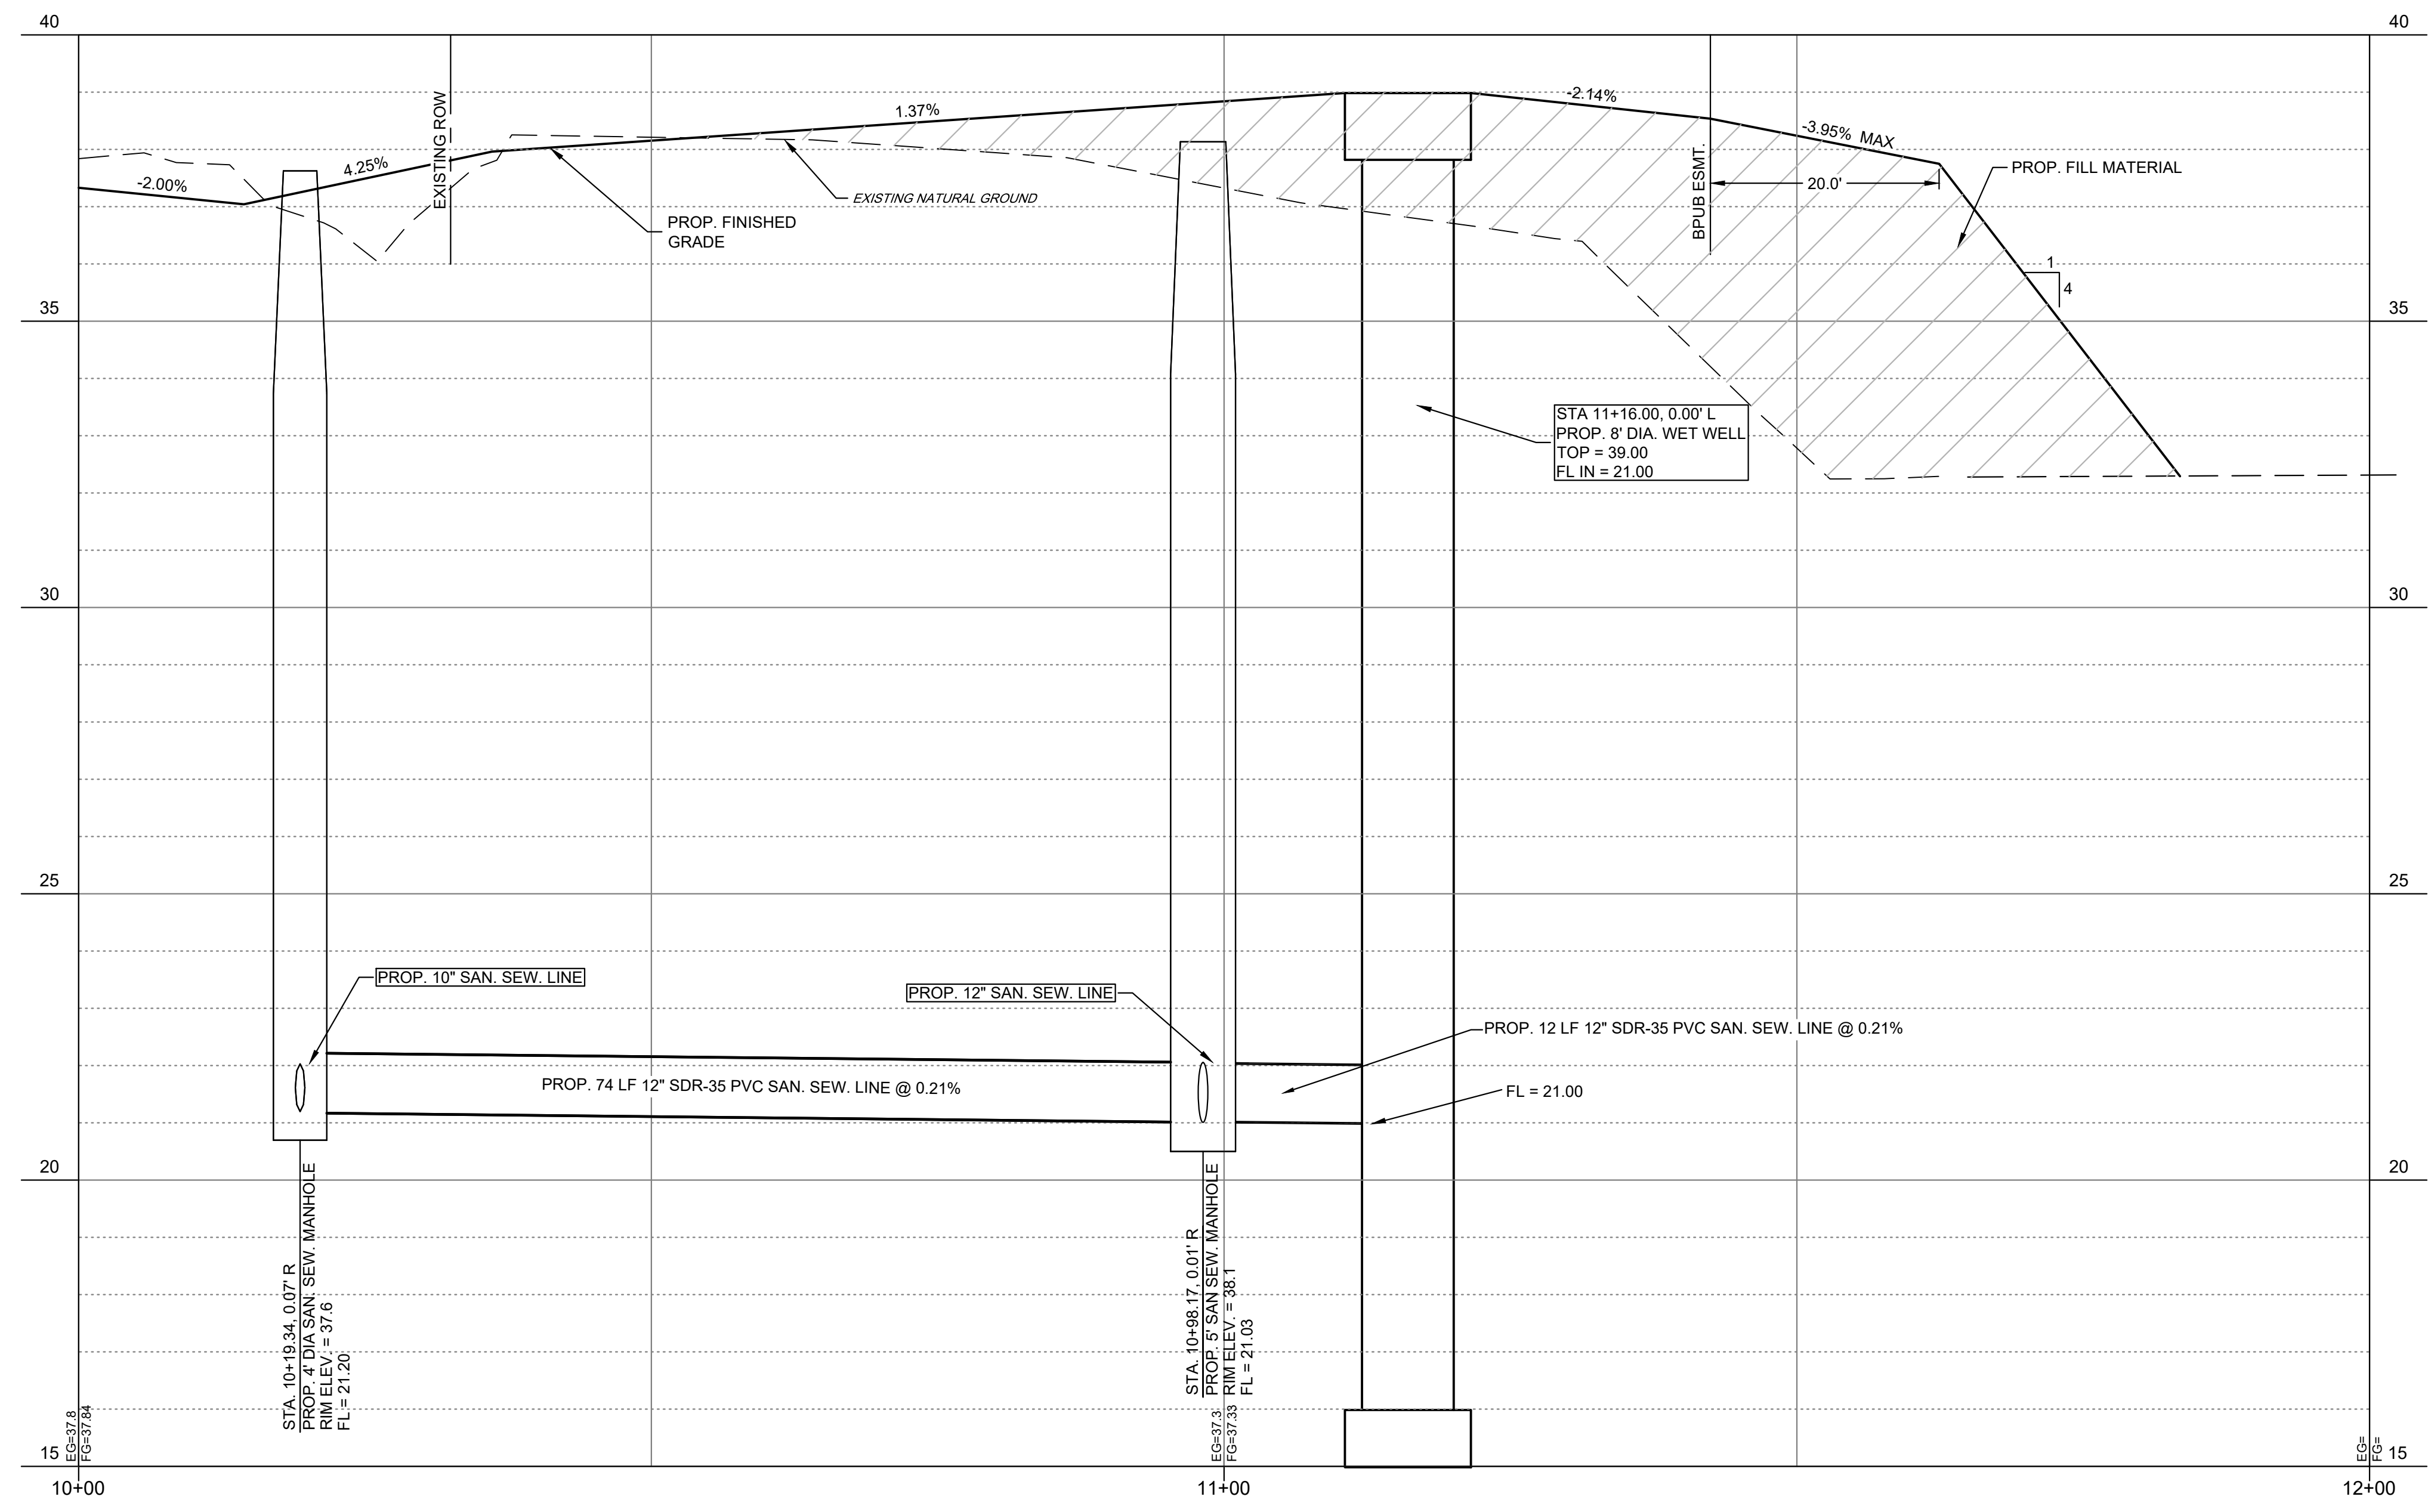 40
40
1.37%
-2.14%
EXISTING ROW
4.25%
-2.00%
-3.95% MAX
BPUB ESMT.
20.0'
PROP. FILL MATERIAL
EXISTING NATURAL GROUND
PROP. FINISHED
GRADE
1
4
35
35
STA 11+16.00, 0.00' L
PROP. 8' DIA. WET WELL
TOP = 39.00
FL IN = 21.00
30
30
25
25
PROP. 10" SAN. SEW. LINE
PROP. 12" SAN. SEW. LINE
PROP. 12 LF 12" SDR-35 PVC SAN. SEW. LINE @ 0.21%
PROP. 74 LF 12" SDR-35 PVC SAN. SEW. LINE @ 0.21%
FL = 21.00
20
20
STA. 10+19.34, 0.07' R
PROP. 4' DIA SAN. SEW. MANHOLE
RIM ELEV. = 37.6
FL = 21.20
STA. 10+98.17, 0.01' R
PROP. 5' SAN SEW. MANHOLE
RIM ELEV. = 38.1
FL = 21.03
EG=37.8
FG=37.84
EG=37.3
FG=37.33
EG=
FG=
15
15
10+00
11+00
12+00